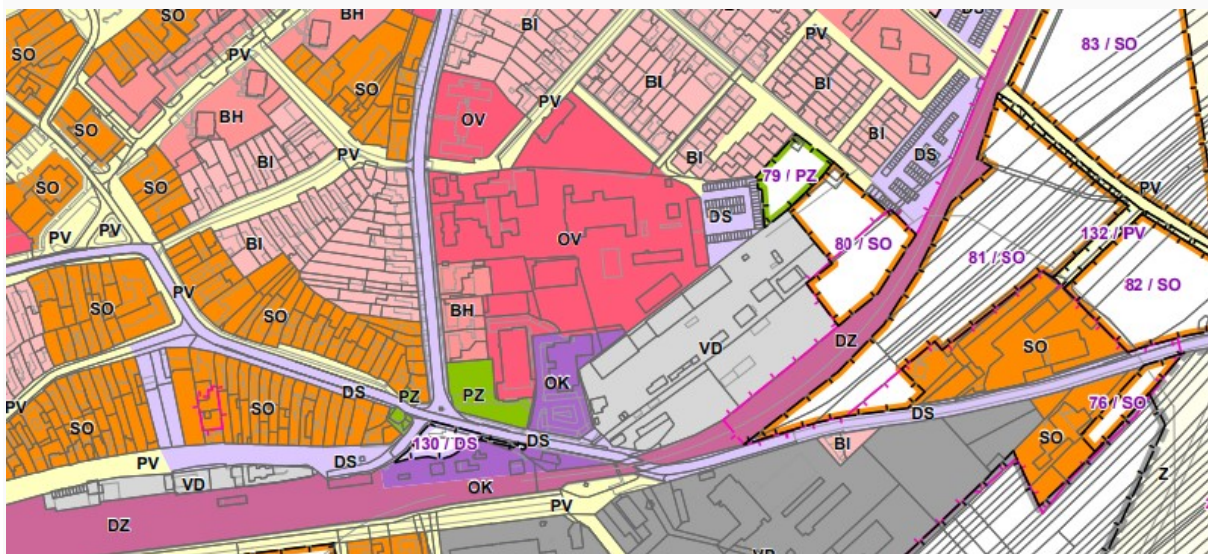 SO
BH
BI
PV
DS
83 / SO
SO
PV
PV
BI
SO
OV
BI
BI
SO
BH
PV
BI
DS
SO
BI
PV
BI
79 / PZ
PV
SO
DS
PV
PV
BI
OV
80 / SO
132 / PV
81 / SO
PV
82 / SO
SO
SO
BH
VD
DZ
SO
OK
PZ
DS
PZ
DS
76 / SO
PV
SO
SO
130 / DS
DS
BI
SO
PV
DS
VD
OK
Z
DZ
PV